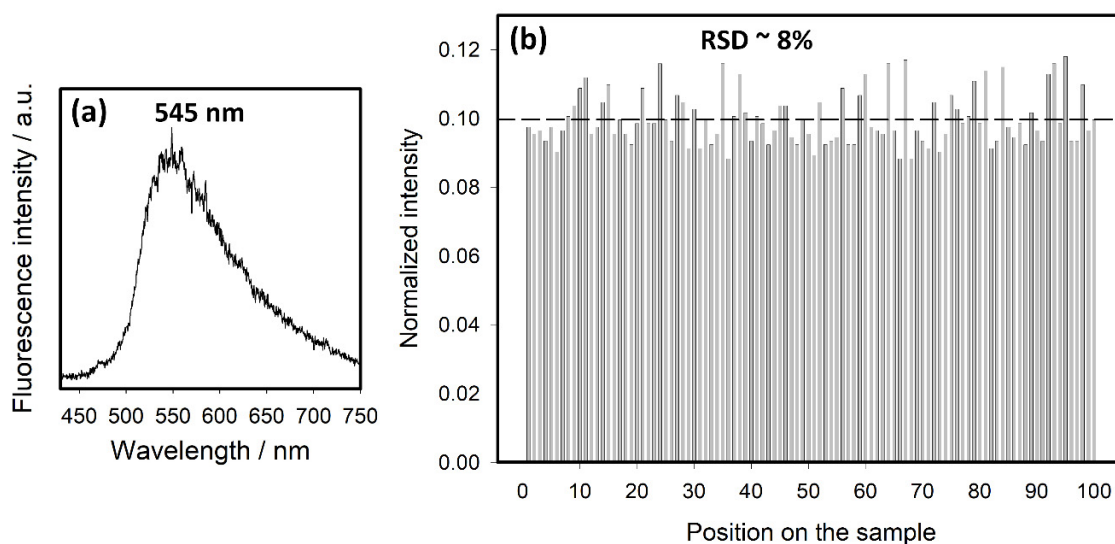 (a)
545 nm
Fluorescence intensity / a.u.
450 500 550 600 650 700 750
Wavelength / nm
(b)
RSD ~ 8%
Normalized intensity
0.12
0.10
0.08
0.06
0.04
0.02
0.00
0 10 20 30 40 50 60 70 80 90 100
Position on the sample